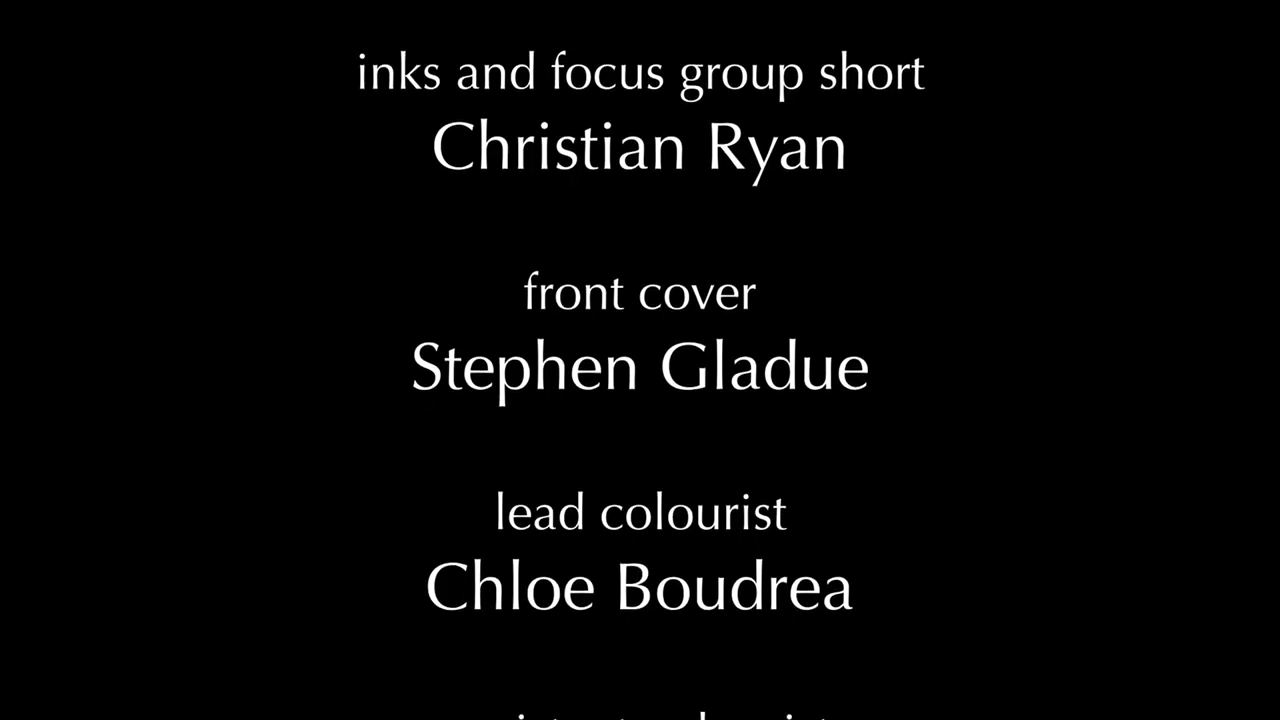 inks and focus group short
Christian Ryan
front cover
Stephen Gladue
lead colourist
Chloe Boudrea